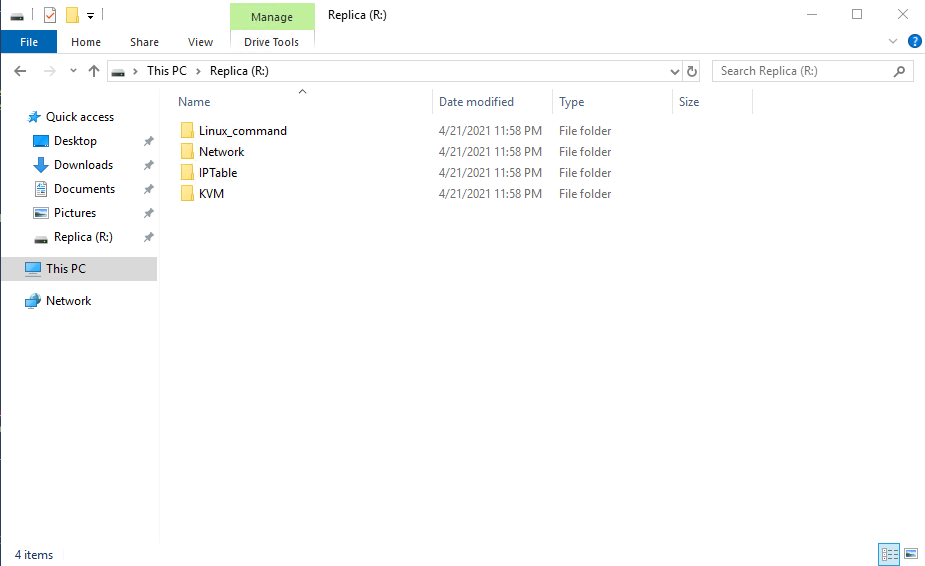 Manage
Replica (R:)
File
Home
Share
View
Drive Tools
This PC
Replica (R:)
Search Replica (R:)
Name
Date modified
Type
Size
Quick access
Desktop
Downloads
Documents
Pictures
Replica (R:)
This PC
Network
Linux_command 4/21/2021 11:58 PM File folder
Network 4/21/2021 11:58 PM File folder
IPTable 4/21/2021 11:58 PM File folder
KVM 4/21/2021 11:58 PM File folder
4 items